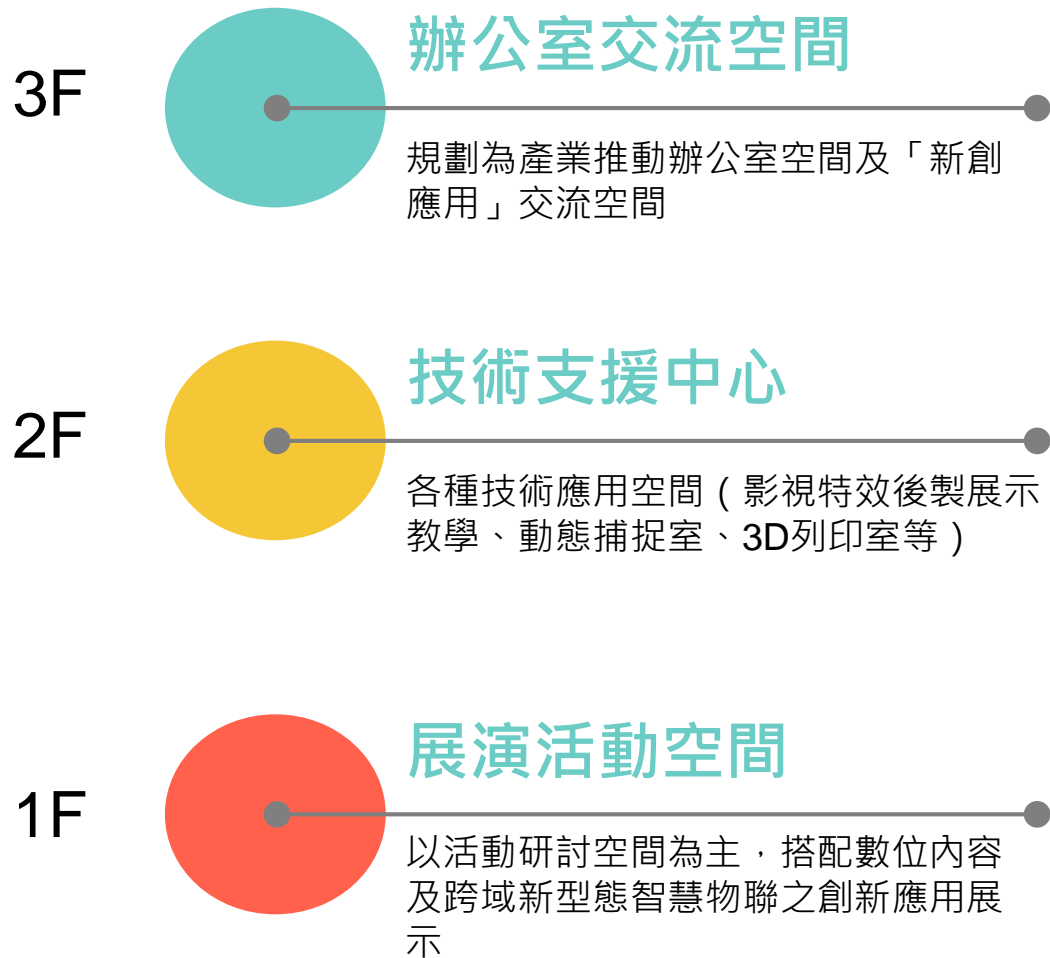 3F
辦公室交流空間
規劃為產業推動辦公室空間及「新創
應用」交流空間
2F
技術支援中心
各種技術應用空間（影視特效後製展示
教學、動態捕捉室、3D列印室等）
1F
展演活動空間
以活動研討空間為主，搭配數位內容
及跨域新型態智慧物聯之創新應用展
示